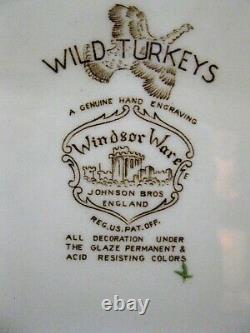 WILD TURKEYS
A GENUINE HAND ENGRAVING
Windsor Ware
JOHNSON BROS
ENGLAND
REG. U.S. PAT. OFF.
ALL DECORATION UNDER
THE GLAZE PERMANENT &
ACID RESISTING COLORS